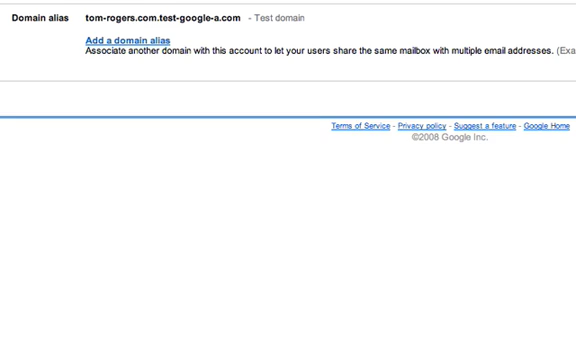 Domain alias tom-rogers.com.test-google-a.com - Test domain
Add a domain alias
Associate another domain with this account to let your users share the same mailbox with multiple email addresses. (Exa
Terms of Service - Privacy policy - Suggest a feature - Google Home
©2008 Google Inc.